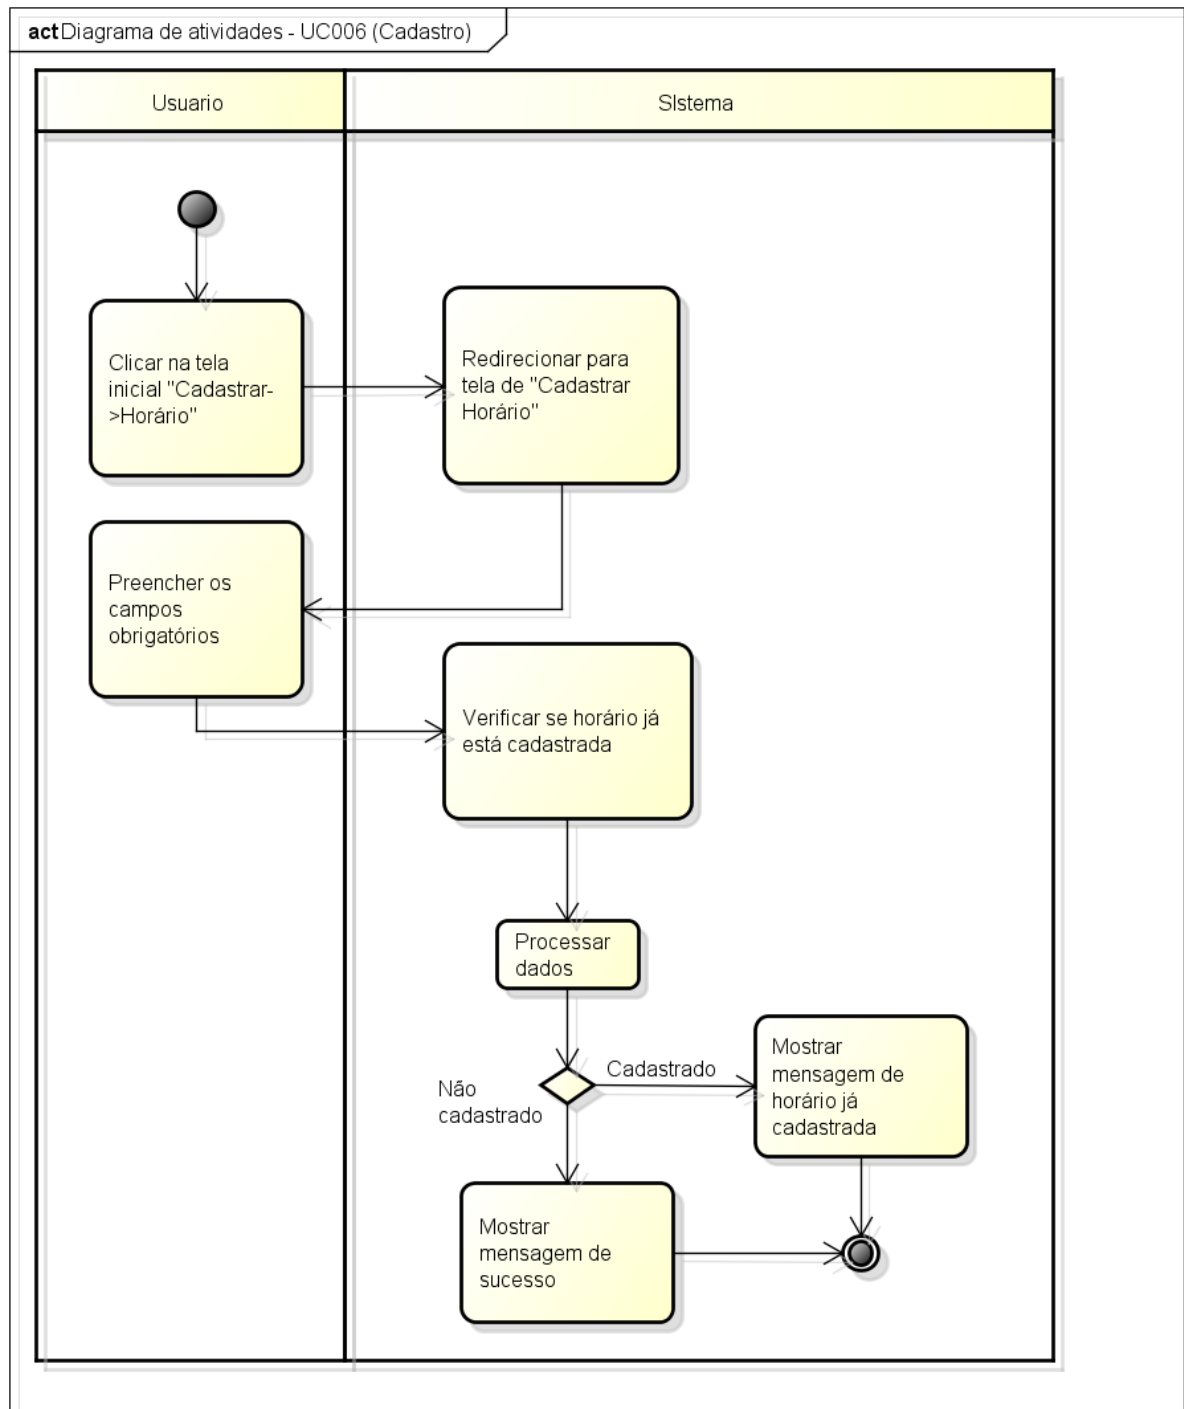 act Diagrama de atividades - UC006 (Cadastro)
Usuario
SIstema
Clicar na tela
inicial "Cadastrar-
>Horário"
Redirecionar para
tela de "Cadastrar
Horário"
Preencher os
campos
obrigatórios
Verificar se horário já
está cadastrada
Processar
dados
Cadastrado
Não
cadastrado
Mostrar
mensagem de
horário já
cadastrada
Mostrar
mensagem de
sucesso